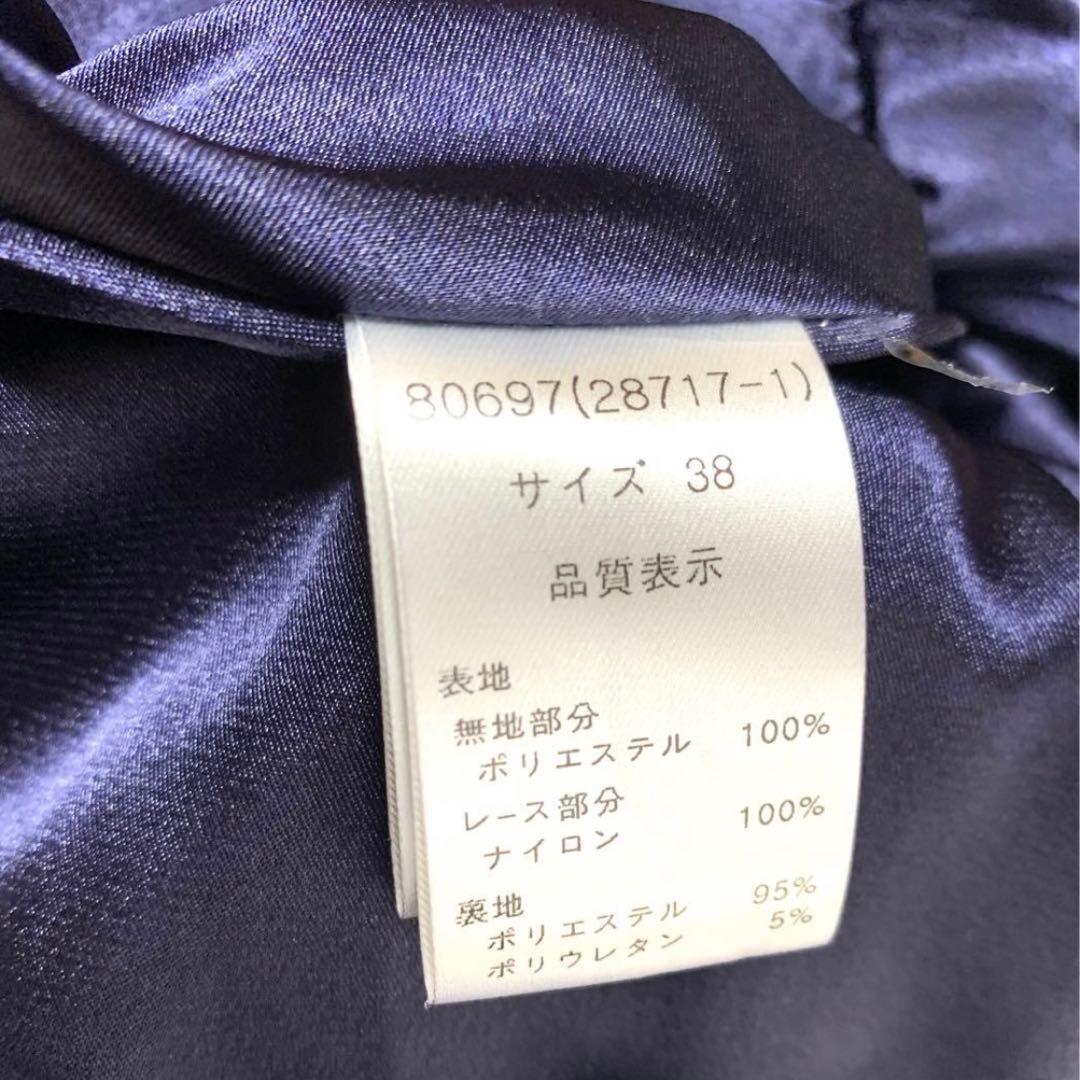 80697(28717-1)
サイズ 38
品質表示
表地
無地部分
ポリエステル 100%
レース部分
ナイロン 100%
裏地
ポリエステル 95%
ポリウレタン 5%